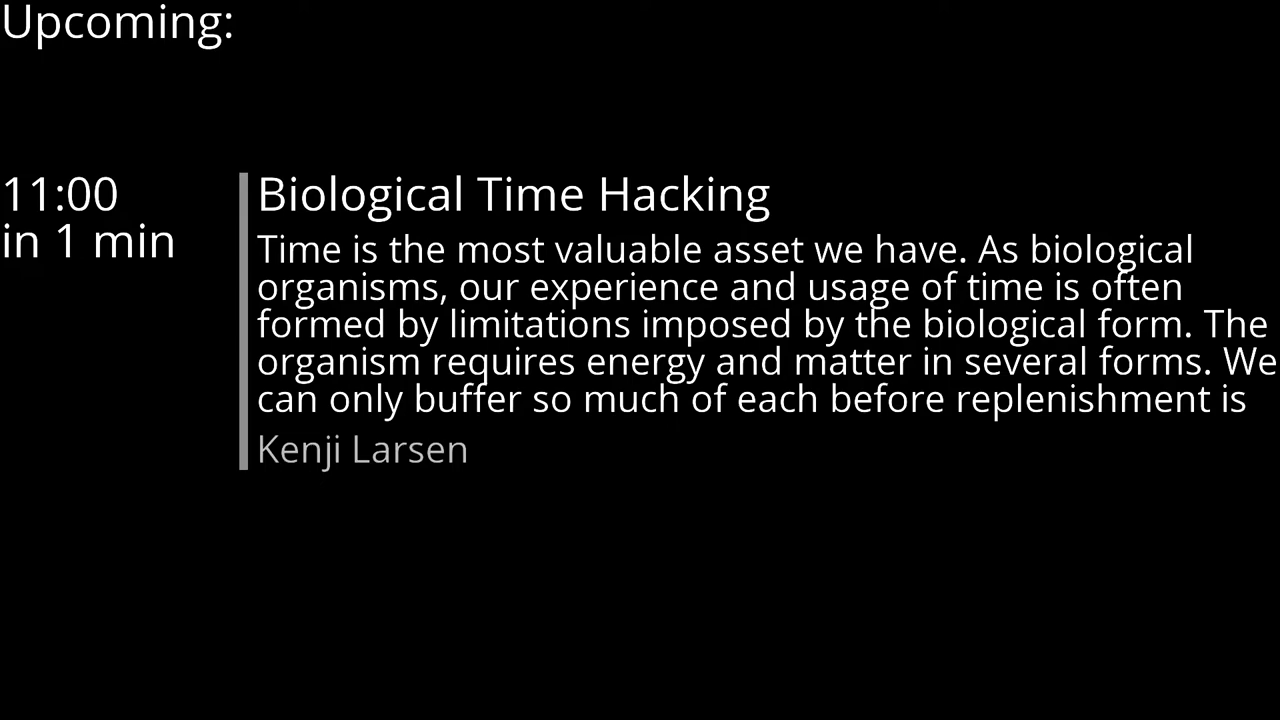 Upcoming:
11:00
in 1 min
Biological Time Hacking
Time is the most valuable asset we have. As biological
organisms, our experience and usage of time is often
formed by limitations imposed by the biological form. The
organism requires energy and matter in several forms. We
can only buffer so much of each before replenishment is
Kenji Larsen